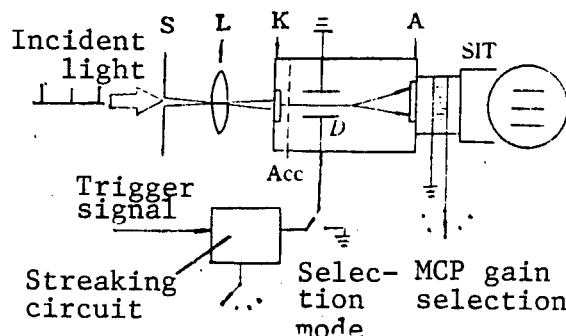 S L K A
Incident
light
SIT
D
Acc
Trigger
signal
Streaking
circuit
Selec-
tion
mode
MCP gain
selection